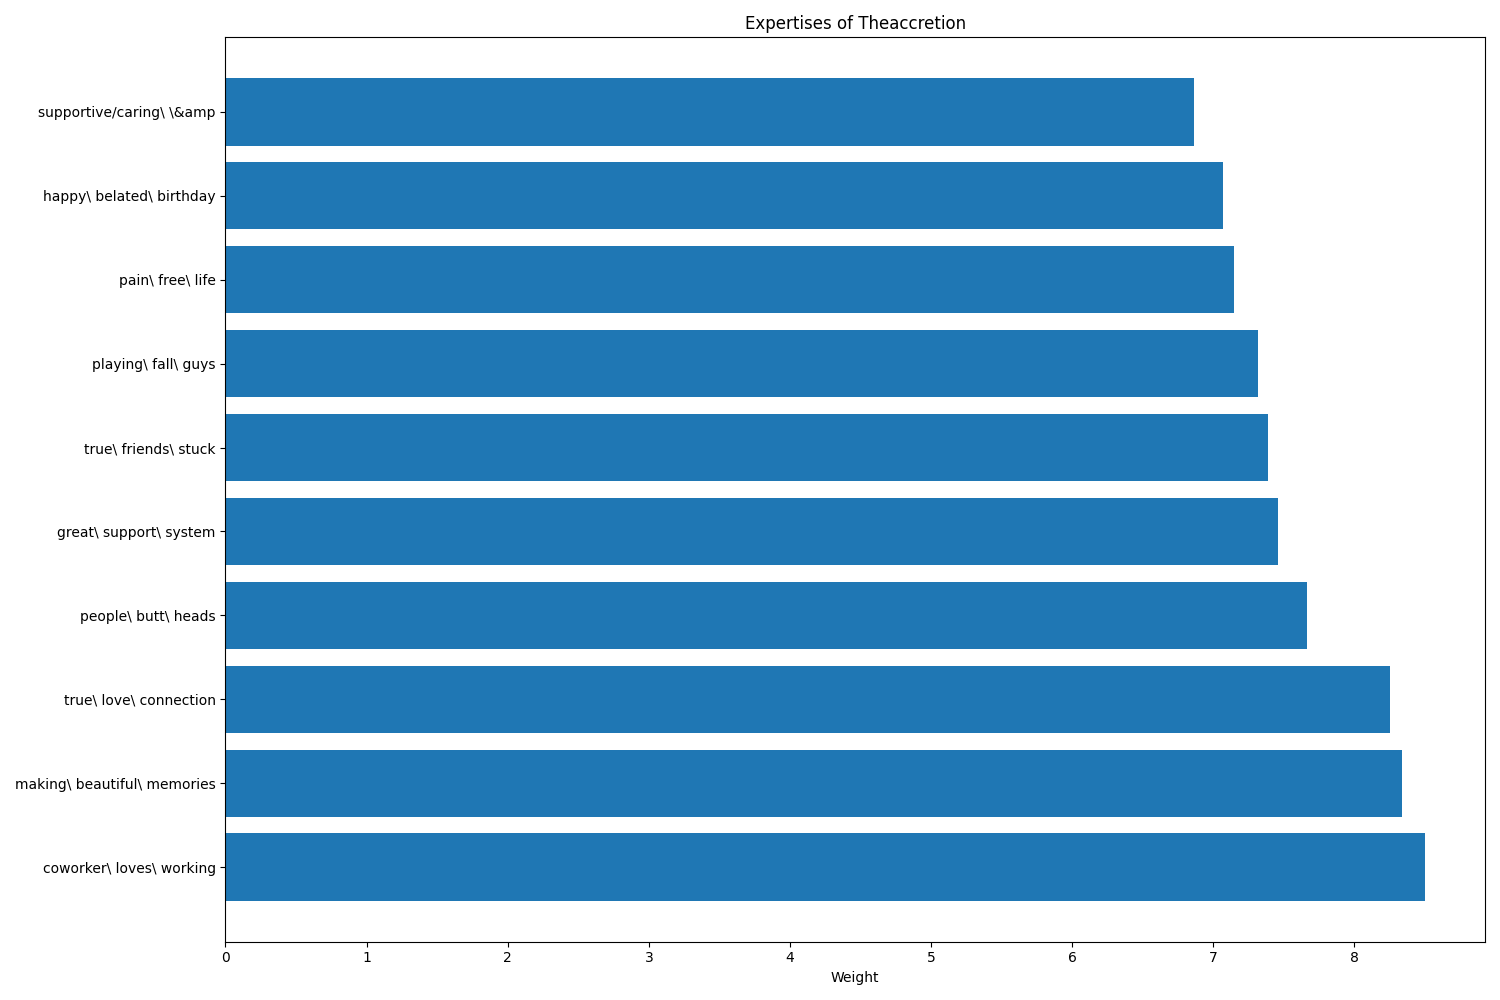 Expertises of Theaccretion
supportive/caring\ \&amp
happy\ belated\ birthday
pain\ free\ life
playing\ fall\ guys
true\ friends\ stuck
great\ support\ system
people\ butt\ heads
true\ love\ connection
making\ beautiful\ memories
coworker\ loves\ working
0 1 2 3 4 5 6 7 8
Weight